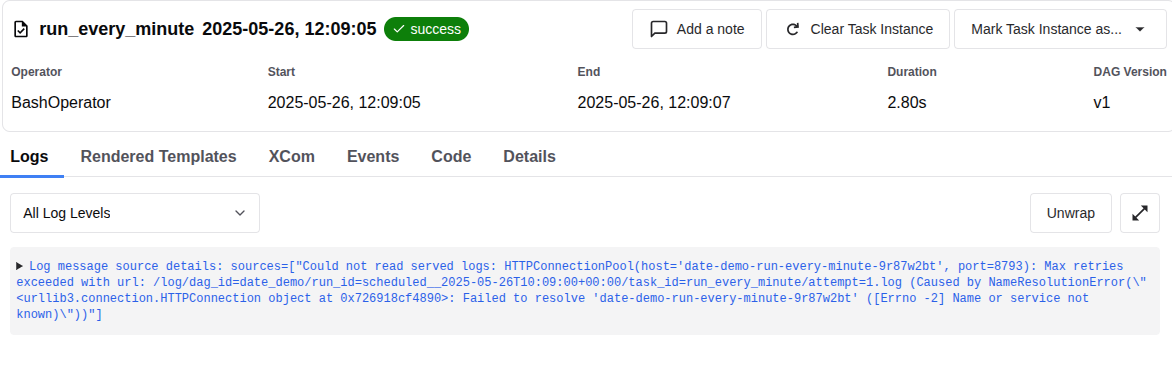 run_every_minute 2025-05-26, 12:09:05 success Add a note Clear Task Instance Mark Task Instance as...
Operator Start End Duration DAG Version
BashOperator 2025-05-26, 12:09:05 2025-05-26, 12:09:07 2.80s v1
Logs Rendered Templates XCom Events Code Details
All Log Levels Unwrap
Log message source details: sources=["Could not read served logs: HTTPConnectionPool(host='date-demo-run-every-minute-9r87w2bt', port=8793): Max retries
exceeded with url: /log/dag_id=date_demo/run_id=scheduled__2025-05-26T10:09:00+00:00/task_id=run_every_minute/attempt=1.log (Caused by NameResolutionError(\"
<urllib3.connection.HTTPConnection object at 0x726918cf4890>: Failed to resolve 'date-demo-run-every-minute-9r87w2bt' ([Errno -2] Name or service not
known)\"))"]